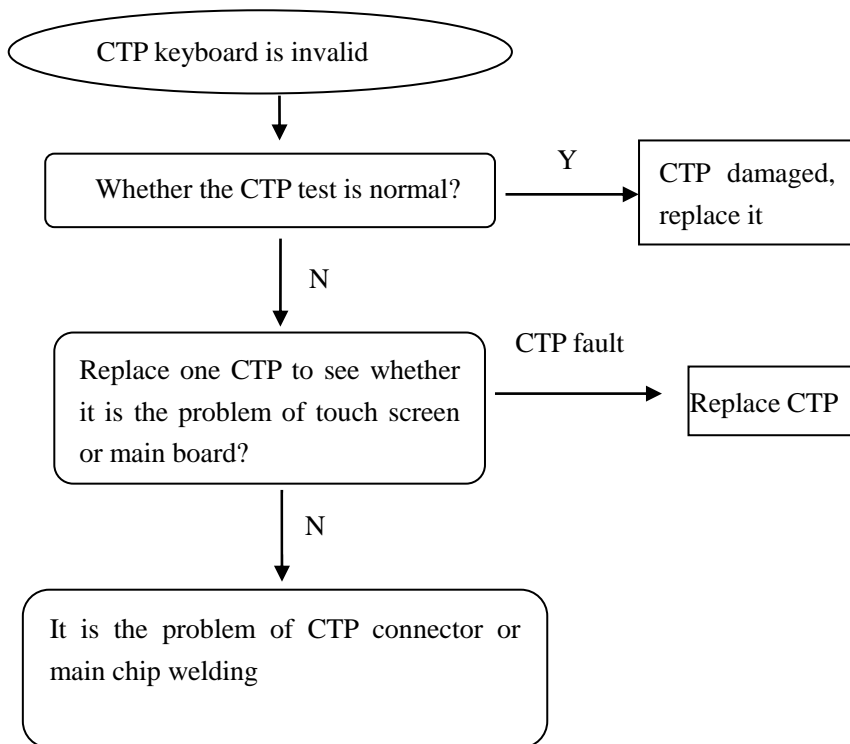 CTP keyboard is invalid
Whether the CTP test is normal?
Y
CTP damaged,
replace it
N
Replace one CTP to see whether
it is the problem of touch screen
or main board?
CTP fault
Replace CTP
N
It is the problem of CTP connector or
main chip welding